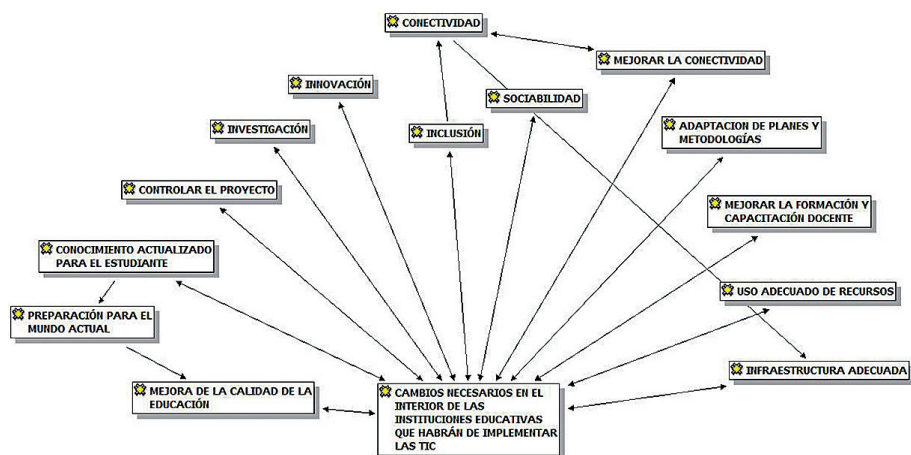 CONECTIVIDAD
MEJORAR LA CONECTIVIDAD
INNOVACIÓN
SOCIABILIDAD
INVESTIGACIÓN
INCLUSIÓN
ADAPTACION DE PLANES Y
METODOLOGÍAS
CONTROLAR EL PROYECTO
MEJORAR LA FORMACIÓN Y
CAPACITACIÓN DOCENTE
CONOCIMIENTO ACTUALIZADO
PARA EL ESTUDIANTE
USO ADECUADO DE RECURSOS
PREPARACIÓN PARA EL
MUNDO ACTUAL
INFRAESTRUCTURA ADECUADA
MEJORA DE LA CALIDAD DE LA
EDUCACIÓN
CAMBIOS NECESARIOS EN EL
INTERIOR DE LAS
INSTITUCIONES EDUCATIVAS
QUE HABRÁN DE IMPLEMENTAR
LAS TIC